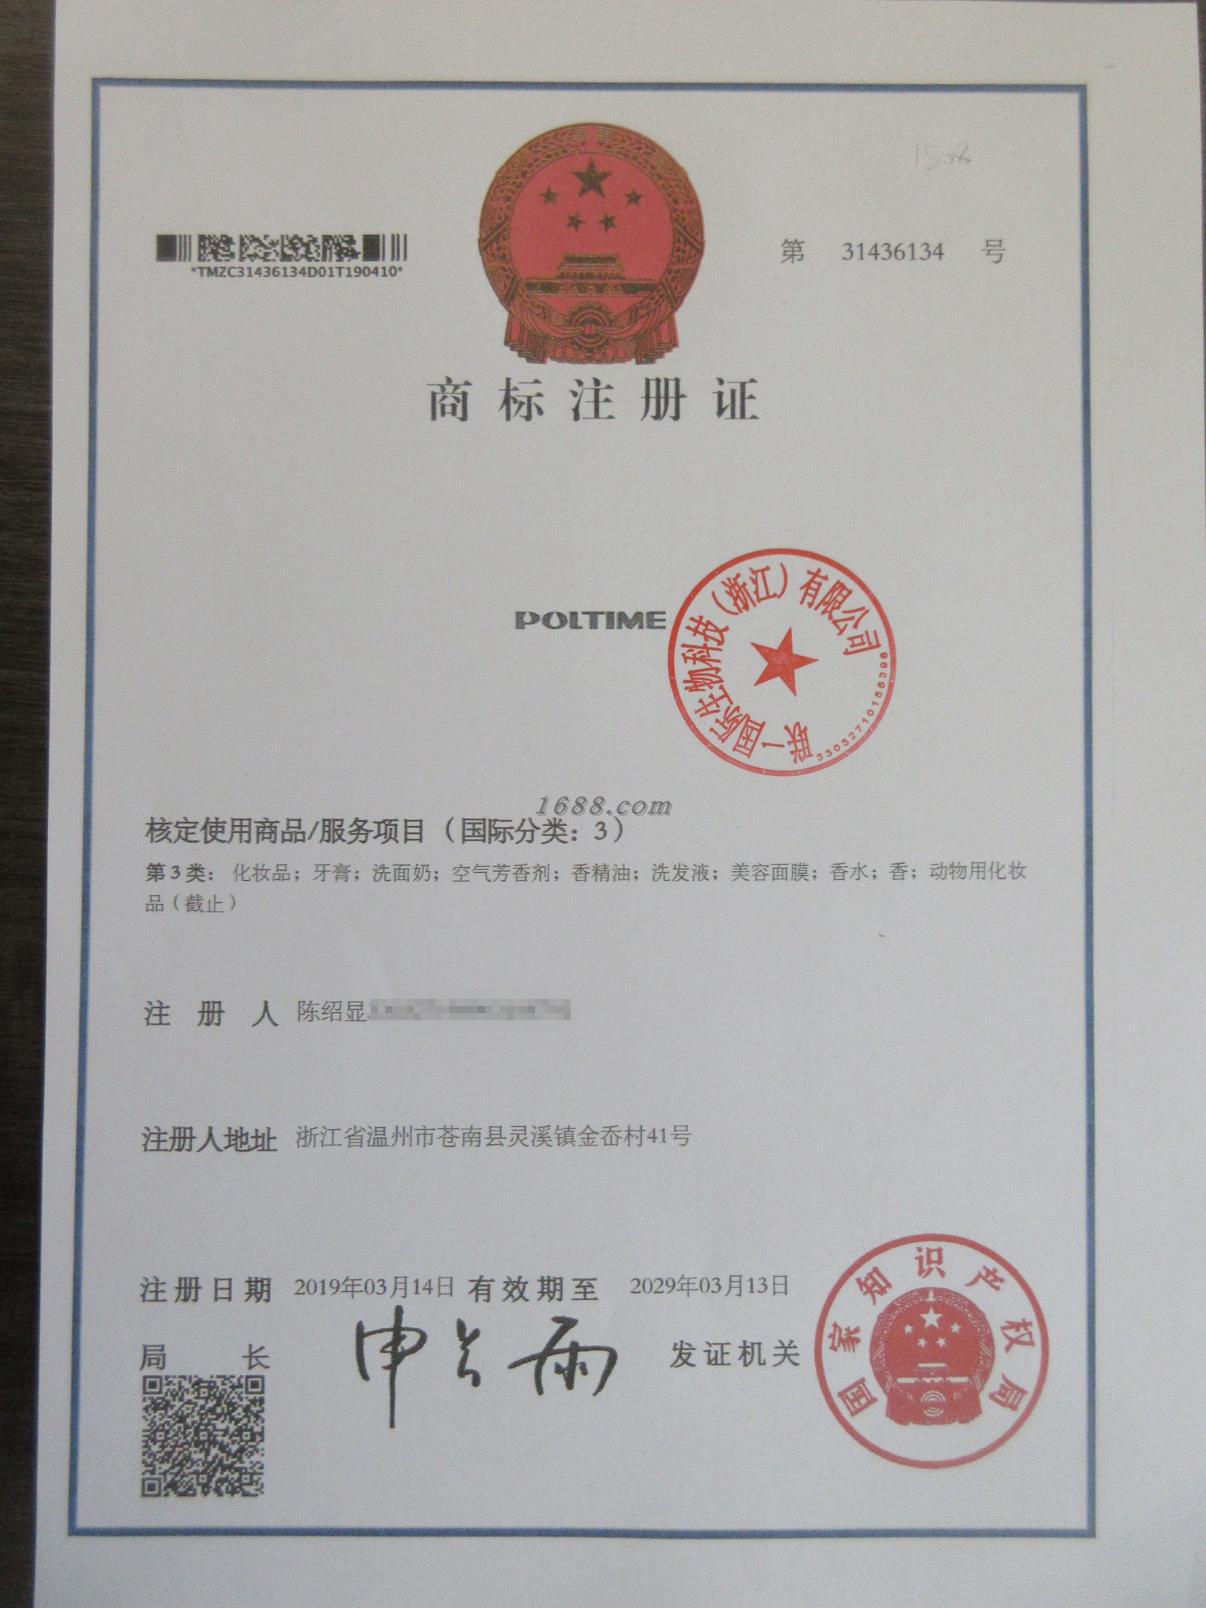 1506
第 31436134 号
*TMZC31436134D01T190410*
商标注册证
POLTIME
联一国际生物科技（浙江）有限公司
1688.com
核定使用商品/服务项目（国际分类：3）
第3类：化妆品；牙膏；洗面奶；空气芳香剂；香精油；洗发液；美容面膜；香水；香；动物用化妆
品（截止）
注册人 陈绍显
注册人地址 浙江省温州市苍南县灵溪镇金岙村41号
注册日期 2019年03月14日 有效期至 2029年03月13日
局长 申长雨 发证机关
国家知识产权局